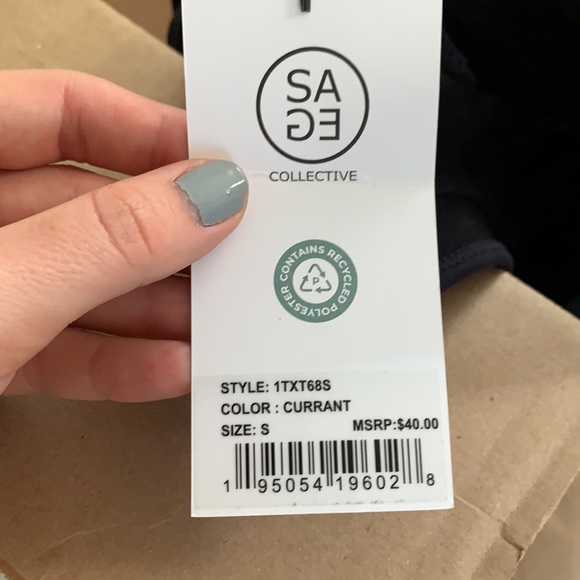 SA
GE
COLLECTIVE
CONTAINS RECYCLED POLYESTER
P
STYLE: 1TXT68S
COLOR : CURRANT
SIZE: S MSRP:$40.00
1 95054 19602 8